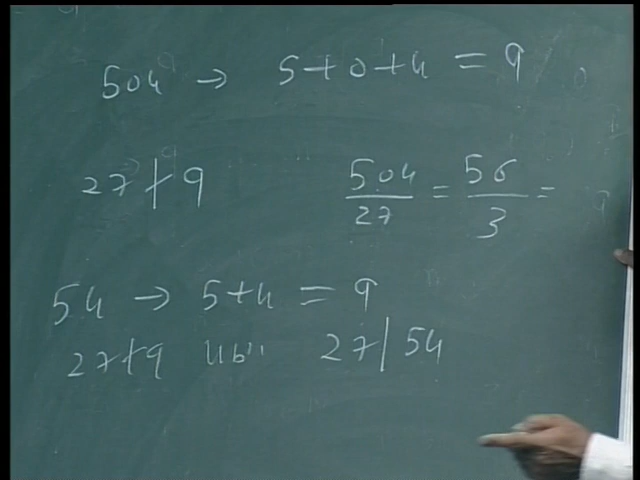 504 → 5+0+4 = 9
27 ∤ 9 504/27 = 56/3 =
54 → 5+4 = 9
27 ∤ 9 27 | 54